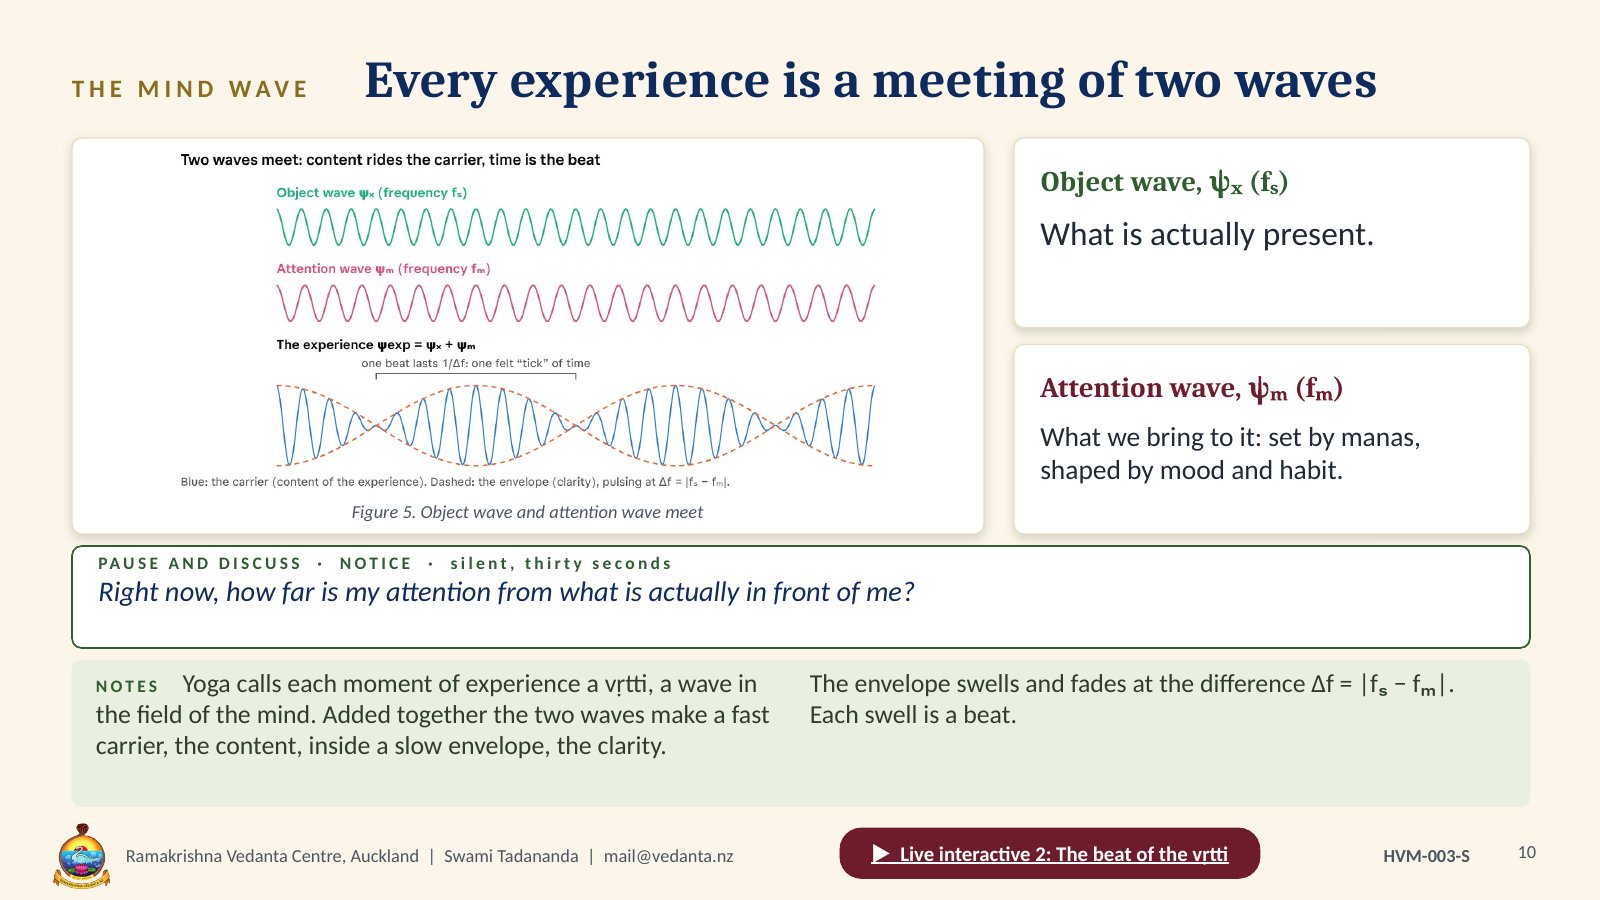 THE MIND WAVE
Every experience is a meeting of two waves
Two waves meet: content rides the carrier, time is the beat
Object wave ψₓ (frequency fₛ)
Attention wave ψₘ (frequency fₘ)
The experience ψexp = ψₓ + ψₘ
one beat lasts 1/Δf: one felt “tick” of time
Blue: the carrier (content of the experience). Dashed: the envelope (clarity), pulsing at Δf = |fₛ − fₘ|.
Figure 5. Object wave and attention wave meet
Object wave, ψₓ (fₛ)
What is actually present.
Attention wave, ψₘ (fₘ)
What we bring to it: set by manas,
shaped by mood and habit.
PAUSE AND DISCUSS · NOTICE · silent, thirty seconds
Right now, how far is my attention from what is actually in front of me?
NOTES Yoga calls each moment of experience a vṛtti, a wave in
the field of the mind. Added together the two waves make a fast
carrier, the content, inside a slow envelope, the clarity.
The envelope swells and fades at the difference Δf = |fₛ − fₘ|.
Each swell is a beat.
Ramakrishna Vedanta Centre, Auckland | Swami Tadananda | mail@vedanta.nz
▶ Live interactive 2: The beat of the vrtti
HVM-003-S
10